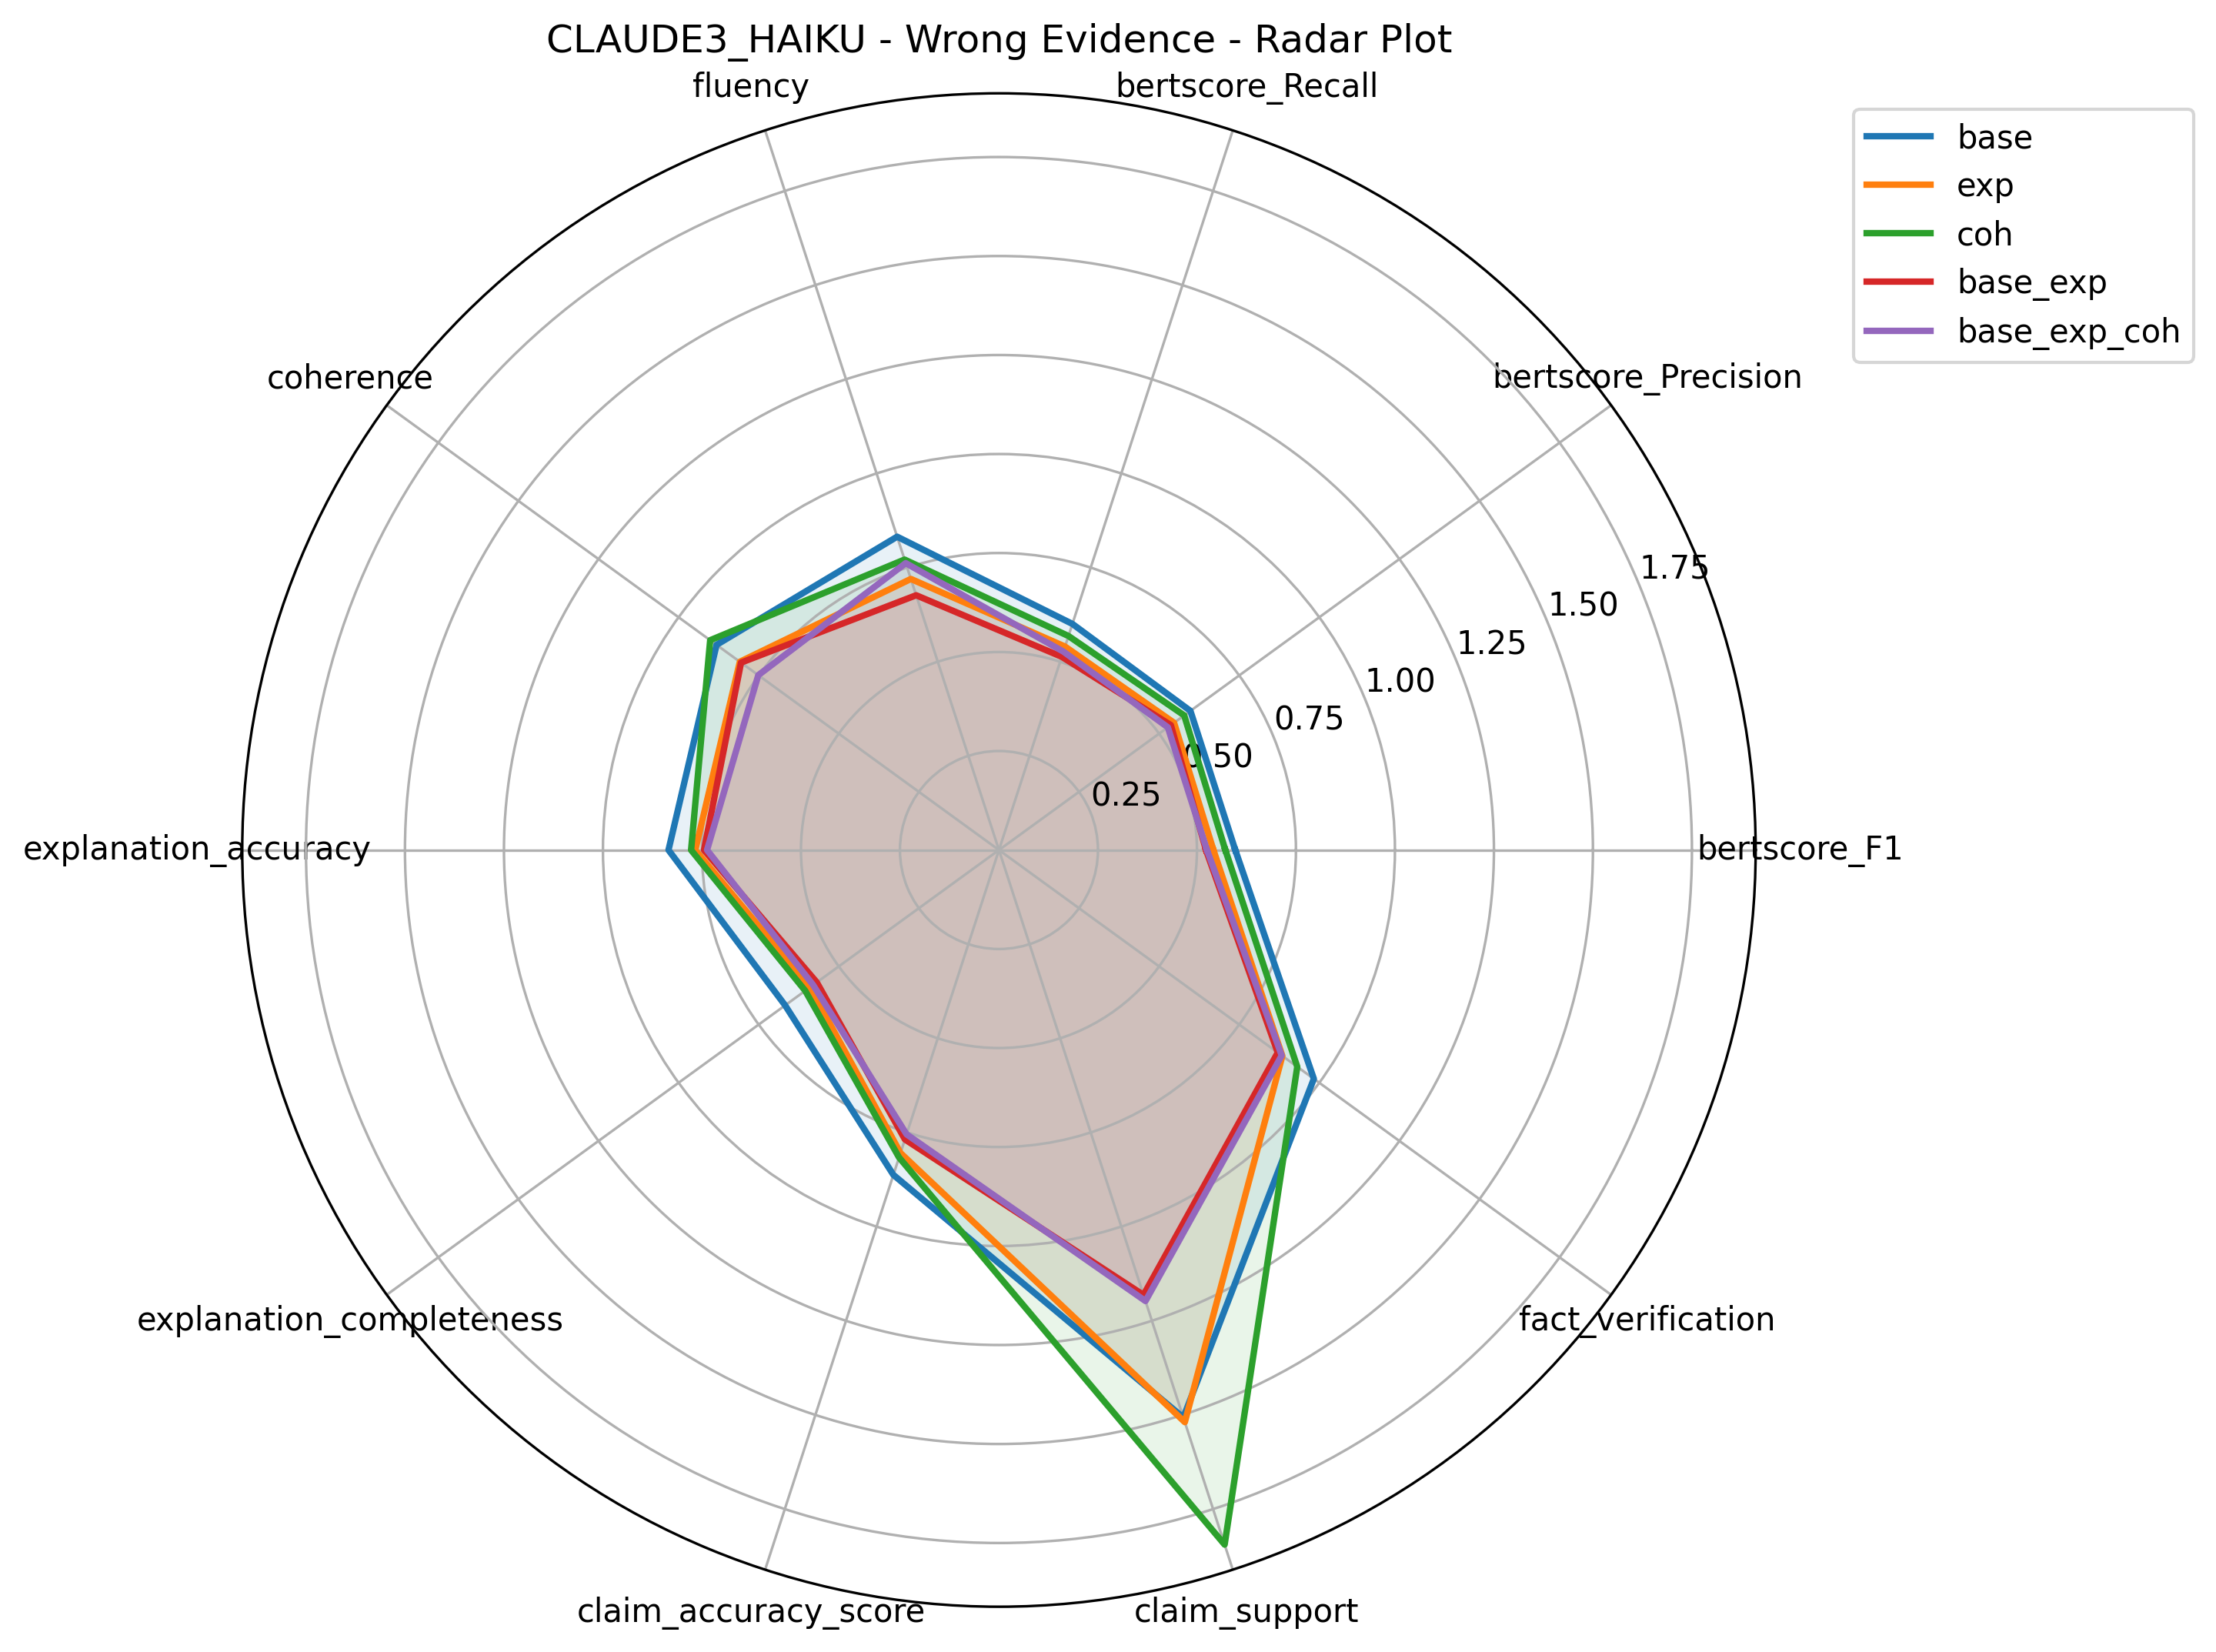 CLAUDE3_HAIKU - Wrong Evidence - Radar Plot
fluency
bertscore_Recall
base
exp
coh
base_exp
base_exp_coh
coherence
bertscore_Precision
1.75
1.50
1.25
1.00
0.75
0.50
0.25
explanation_accuracy
bertscore_F1
explanation_completeness
fact_verification
claim_accuracy_score
claim_support